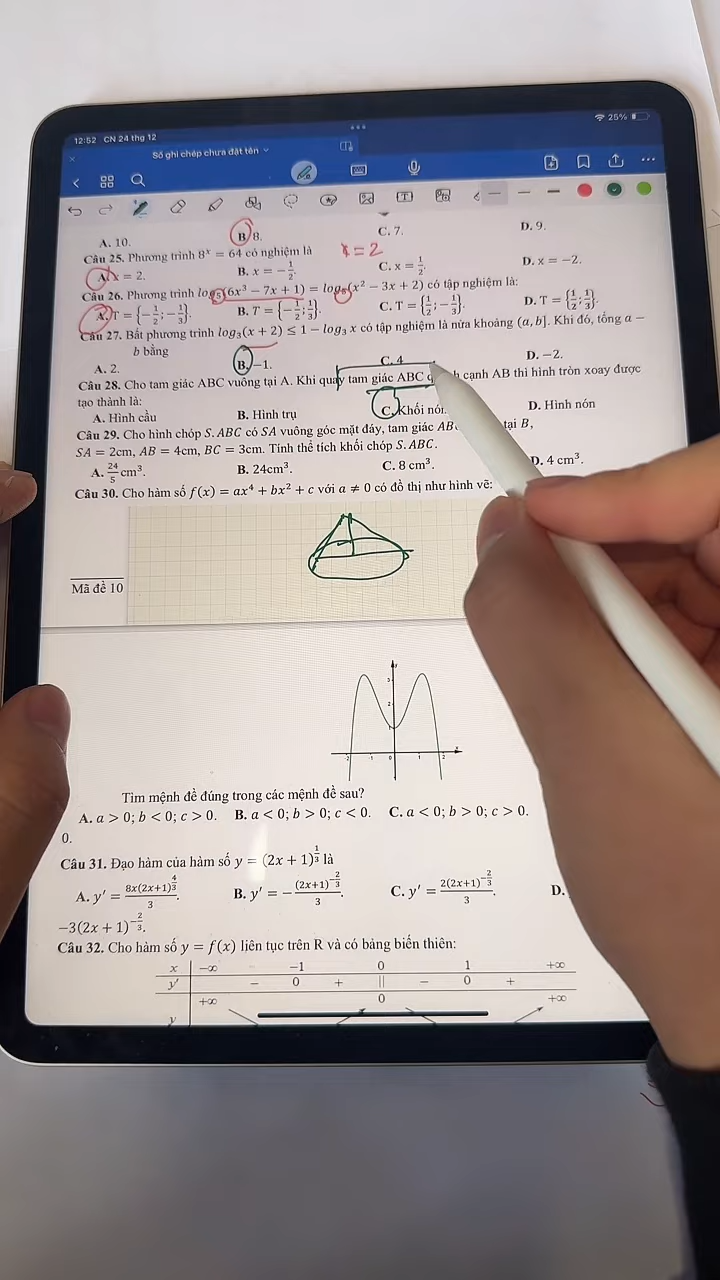 12:52 CN 24 thg 12
25%
Sổ ghi chép chưa đặt tên
A. 10. B. 8. C. 7. D. 9.
Câu 25. Phương trình 8ˣ = 64 có nghiệm là x = 2
A. x = 2. B. x = −1/2. C. x = 1/2. D. x = −2.
Câu 26. Phương trình log₅(6x³ − 7x + 1) = log₅(x² − 3x + 2) có tập nghiệm là:
A. T = {−1/2; −1/3}. B. T = {−1/2; 1/3}. C. T = {1/2; −1/3}. D. T = {1/2; 1/3}.
Câu 27. Bất phương trình log₃(x + 2) ≤ 1 − log₃ x có tập nghiệm là nửa khoảng (a, b]. Khi đó, tổng a −
b bằng
A. 2. B. −1. C. 4 D. −2.
Câu 28. Cho tam giác ABC vuông tại A. Khi quay tam giác ABC cạnh AB thì hình tròn xoay được
tạo thành là:
A. Hình cầu B. Hình trụ C. Khối D. Hình nón
Câu 29. Cho hình chóp S. ABC có SA vuông góc mặt đáy, tam giác tại B,
SA = 2cm, AB = 4cm, BC = 3cm. Tính thể tích khối chóp S. ABC.
A. 24/5 cm³. B. 24cm³. C. 8 cm³. D. 4 cm³.
Câu 30. Cho hàm số f(x) = ax⁴ + bx² + c với a ≠ 0 có đồ thị như hình vẽ:
Mã đề 10
y
3
2
-2 -1 0 1 2 x
Tìm mệnh đề đúng trong các mệnh đề sau?
A. a > 0; b < 0; c > 0. B. a < 0; b > 0; c < 0. C. a < 0; b > 0; c > 0.
0.
Câu 31. Đạo hàm của hàm số y = (2x + 1)^(1/3) là
A. y′ = 8x(2x+1)^(4/3)/3. B. y′ = −(2x+1)^(−2/3)/3. C. y′ = 2(2x+1)^(−2/3)/3. D.
−3(2x + 1)^(−2/3).
Câu 32. Cho hàm số y = f(x) liên tục trên R và có bảng biến thiên:
x −∞ −1 0 1 +∞
y′ − 0 + || − 0 +
+∞ 0 +∞
y